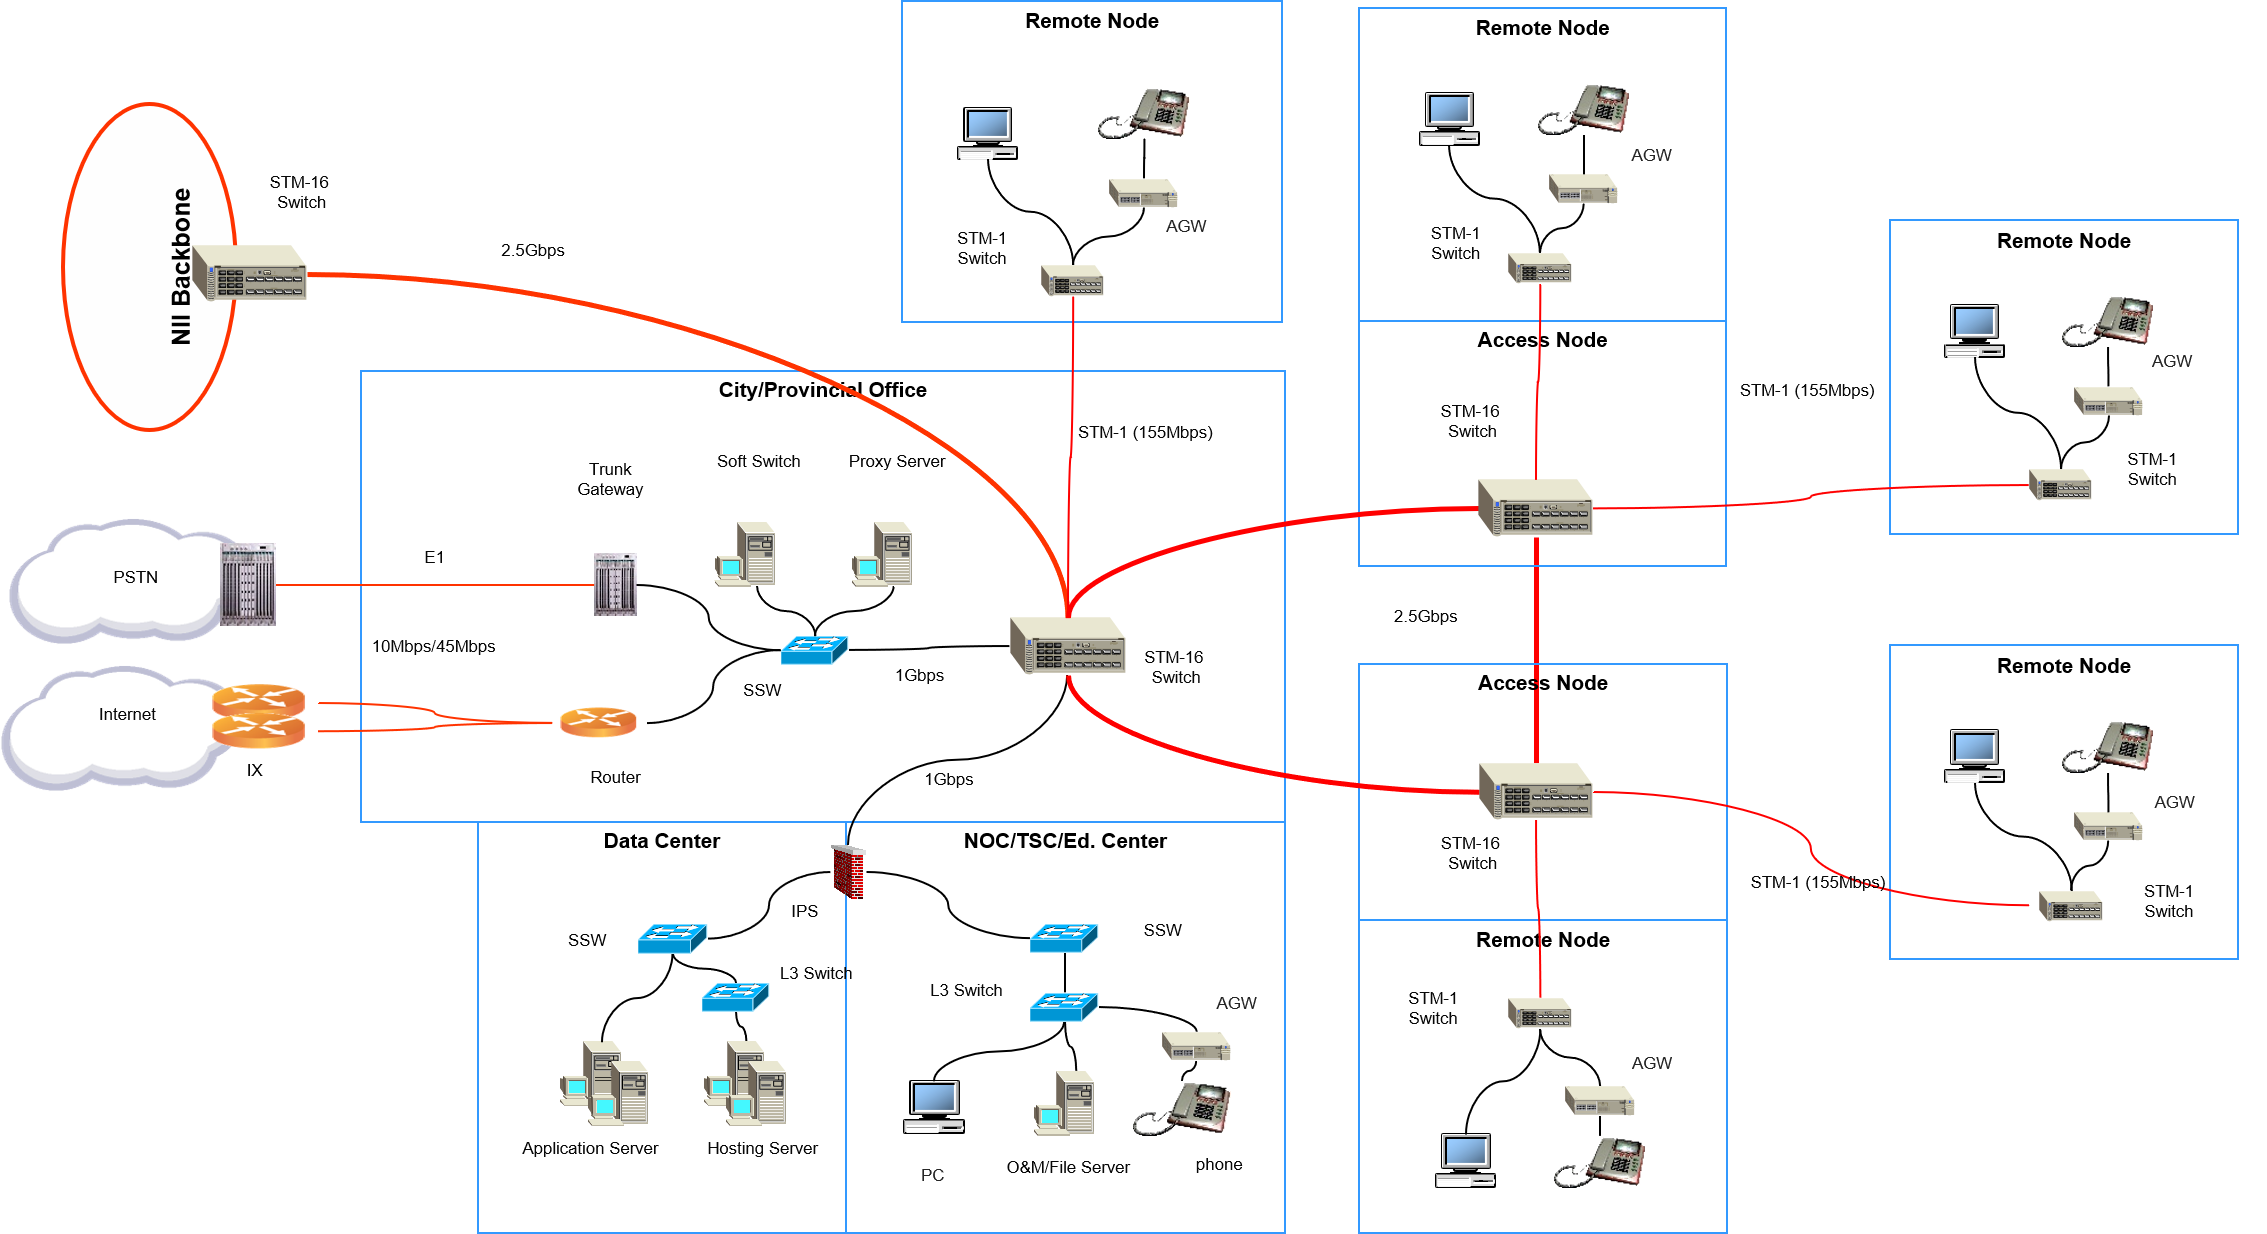 Remote Node
Remote Node
STM-16
Switch
NII Backbone
2.5Gbps
STM-1
Switch
AGW
AGW
STM-1
Switch
Remote Node
AGW
STM-1
Switch
City/Provincial Office
Access Node
STM-16
Switch
STM-1 (155Mbps)
STM-1 (155Mbps)
Trunk
Gateway
Soft Switch
Proxy Server
PSTN
E1
10Mbps/45Mbps
Internet
IX
SSW
1Gbps
STM-16
Switch
Router
1Gbps
2.5Gbps
Access Node
STM-16
Switch
STM-1 (155Mbps)
Remote Node
AGW
STM-1
Switch
Data Center
NOC/TSC/Ed. Center
IPS
SSW
L3 Switch
Application Server
Hosting Server
SSW
L3 Switch
AGW
PC
O&M/File Server
phone
Remote Node
STM-1
Switch
AGW